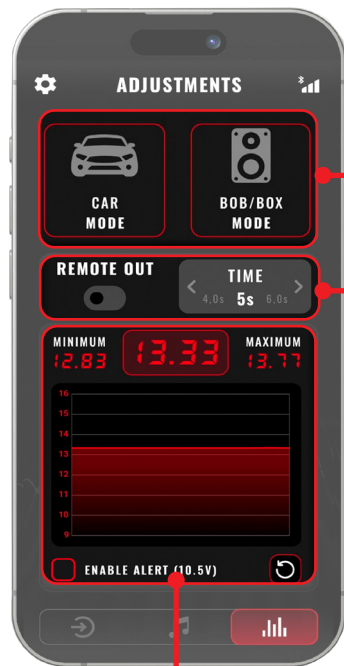 ADJUSTMENTS
CAR
MODE
BOB/BOX
MODE
REMOTE OUT
TIME
4,0s 5s 6,0s
MINIMUM
12.83
13.33
MAXIMUM
13.77
16
15
14
13
12
11
10
9
ENABLE ALERT (10.5V)